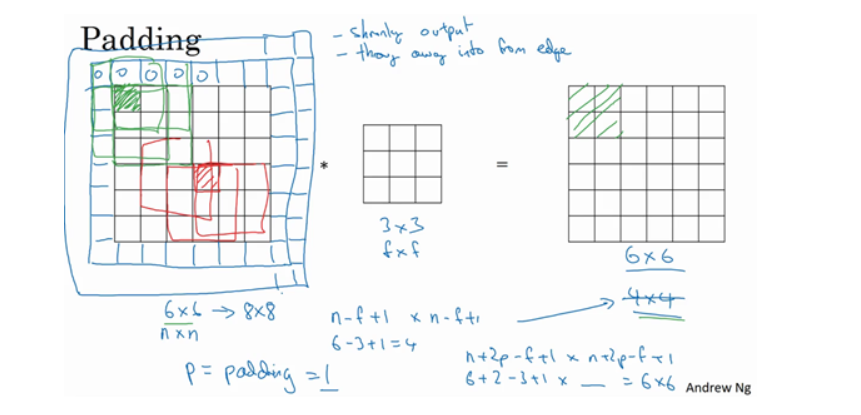 Padding
- shrinky output
- throw away info from edge
0 0 0 0 0
*
=
3 x 3
f x f
6 x 6
4 x 4
6 x 6 → 8 x 8
n x n
n - f + 1 x n - f + 1
6 - 3 + 1 = 4
p = padding = 1
n + 2p - f + 1 x n + 2p - f + 1
6 + 2 - 3 + 1 x __ = 6 x 6
Andrew Ng